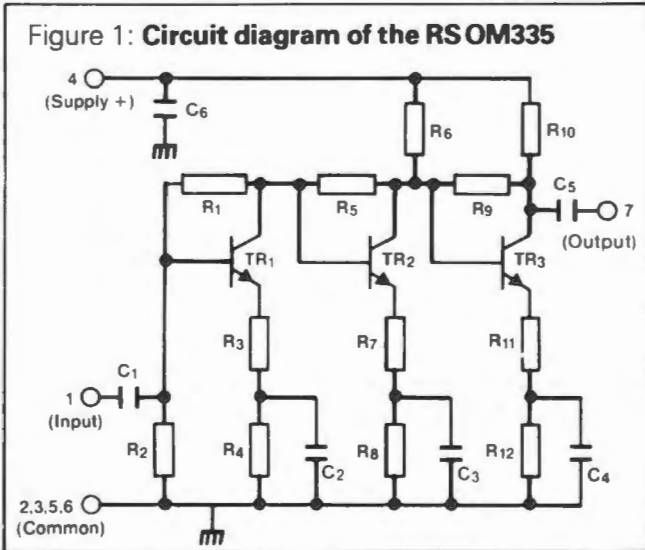 Figure 1: Circuit diagram of the RS OM335
4
(Supply +)
C6
R6
R10
C5
7
(Output)
R1
R5
R9
TR1
TR2
TR3
R3
R7
R11
C1
1
(Input)
R2
R4
C2
R8
C3
R12
C4
2,3,5,6
(Common)